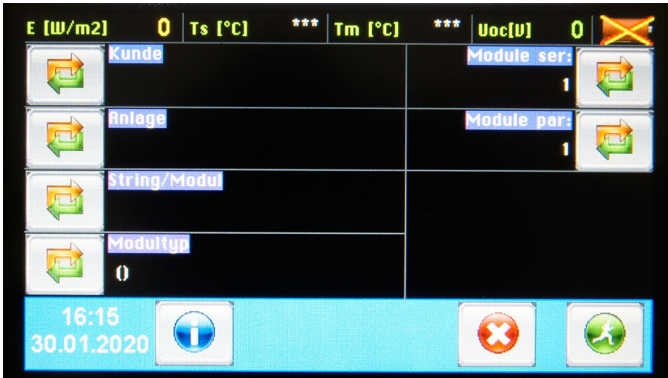 E [W/m2] 0 Ts [°C] *** Tm [°C] *** Uoc[V] 0
Kunde
Module ser:
1
Anlage
Module par:
1
String/Modul
Modultyp
()
16:15
30.01.2020